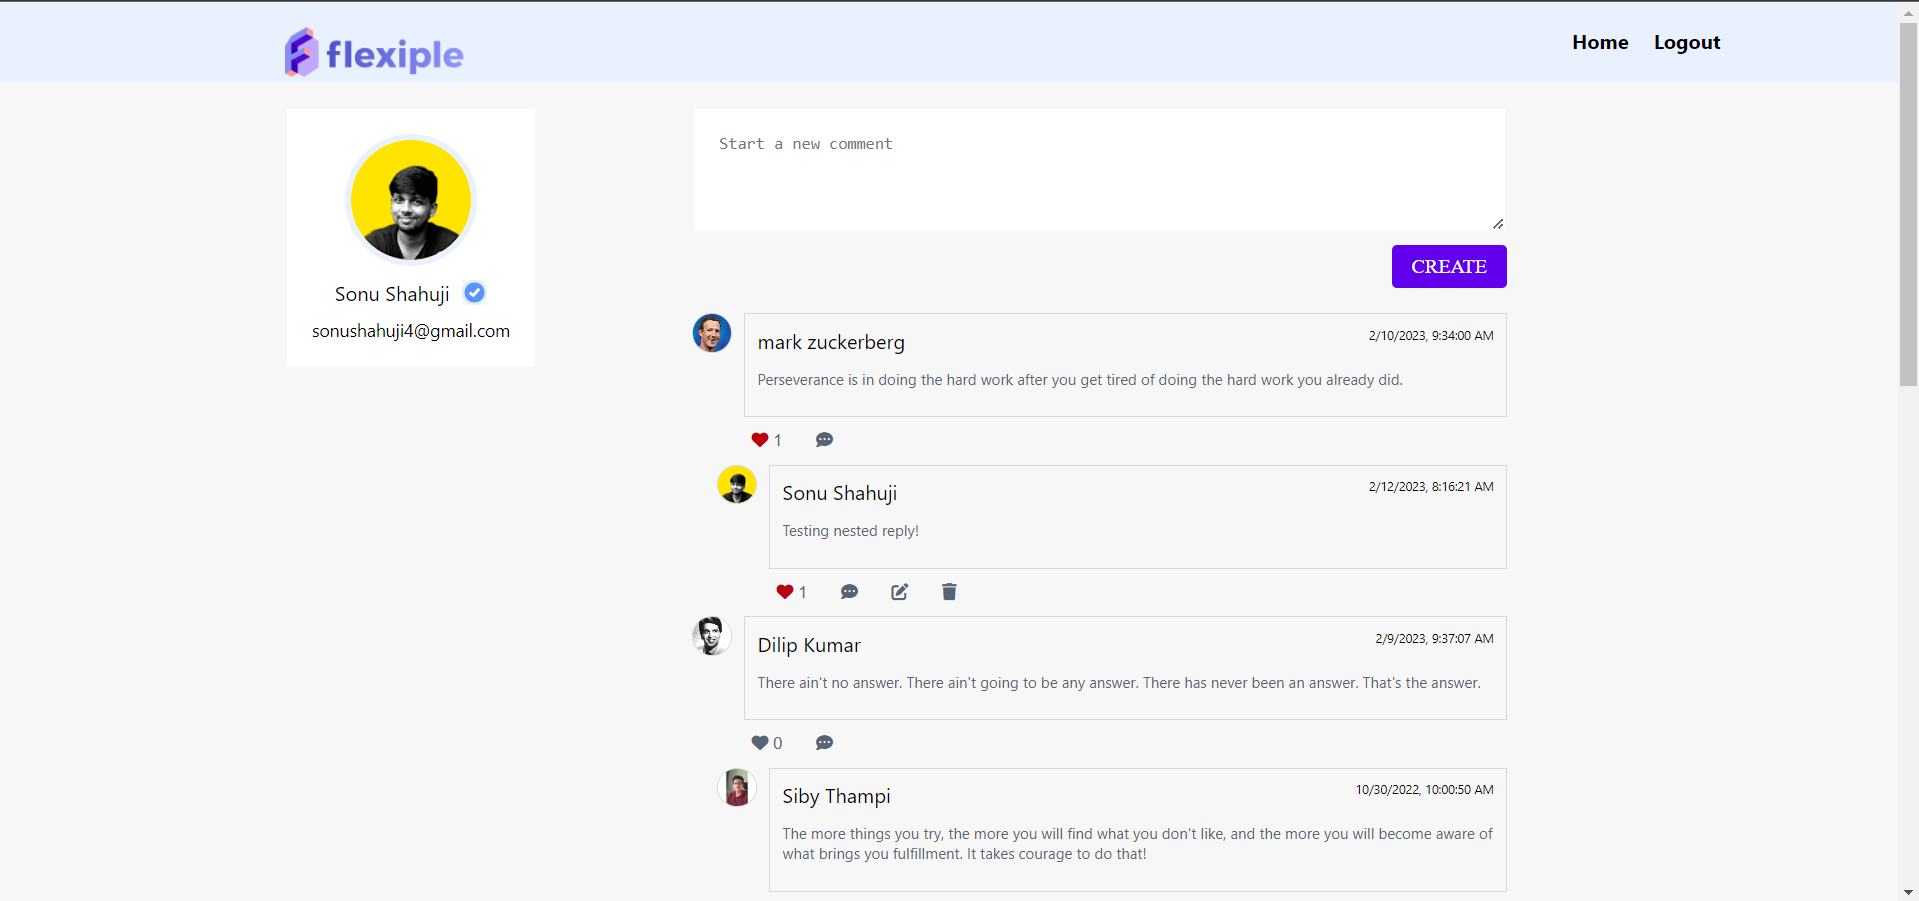 flexiple
Home Logout
Sonu Shahuji
sonushahuji4@gmail.com
Start a new comment
CREATE
mark zuckerberg 2/10/2023, 9:34:00 AM
Perseverance is in doing the hard work after you get tired of doing the hard work you already did.
1
Sonu Shahuji 2/12/2023, 8:16:21 AM
Testing nested reply!
1
Dilip Kumar 2/9/2023, 9:37:07 AM
There ain't no answer. There ain't going to be any answer. There has never been an answer. That's the answer.
0
Siby Thampi 10/30/2022, 10:00:50 AM
The more things you try, the more you will find what you don't like, and the more you will become aware of
what brings you fulfillment. It takes courage to do that!